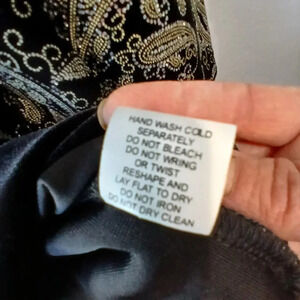 HAND WASH COLD
SEPARATELY
DO NOT BLEACH
DO NOT WRING
OR TWIST
RESHAPE AND
LAY FLAT TO DRY
DO NOT IRON
DO NOT DRY CLEAN